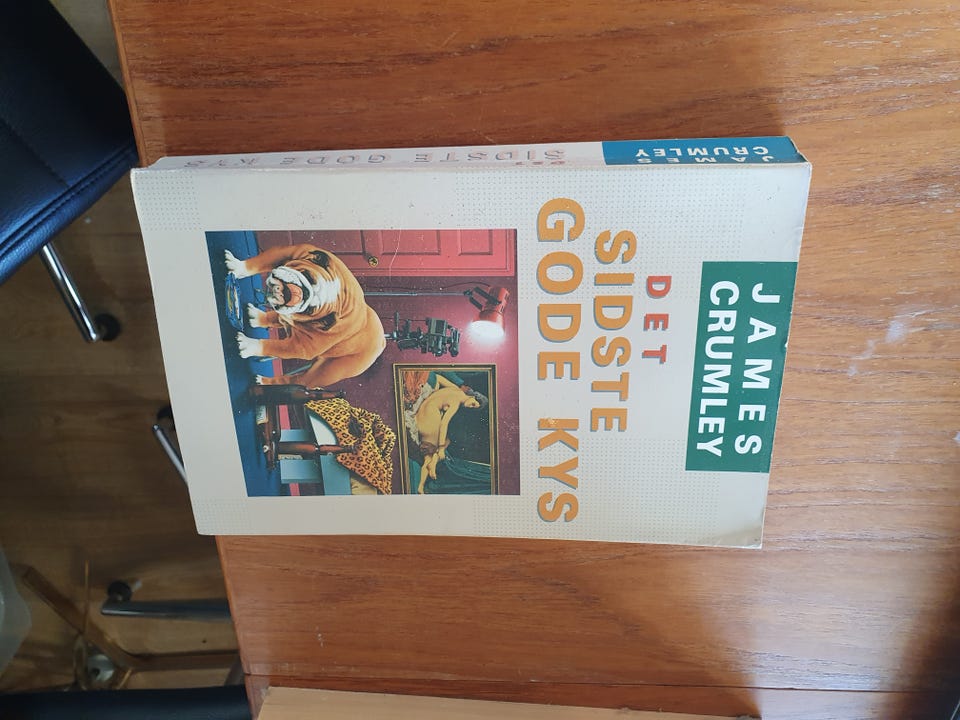 JAMES
CRUMLEY
DET
SIDSTE
GODE KYS
JAMES
CRUMLEY
DET
SIDSTE GODE KYS